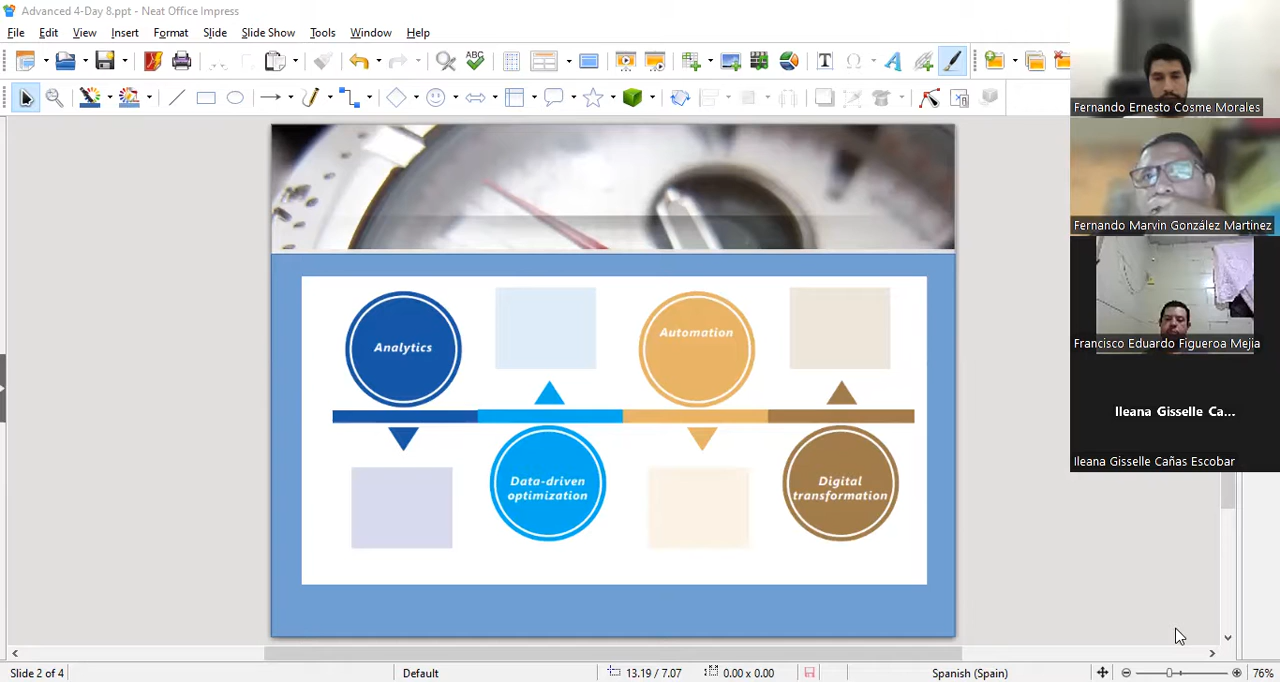 Advanced 4-Day 8.ppt - Neat Office Impress
File Edit View Insert Format Tools Slide Slide Show Window Help
ABC
T
Ω
A
Analytics
Automation
Data-driven
optimization
Digital
transformation
Fernando Ernesto Cosme Morales
Fernando Marvin González Martinez
Francisco Eduardo Figueroa Mejia
Ileana Gisselle Ca...
Ileana Gisselle Cañas Escobar
Slide 2 of 4
Default
13.19 / 7.07
0.00 x 0.00
Spanish (Spain)
76%